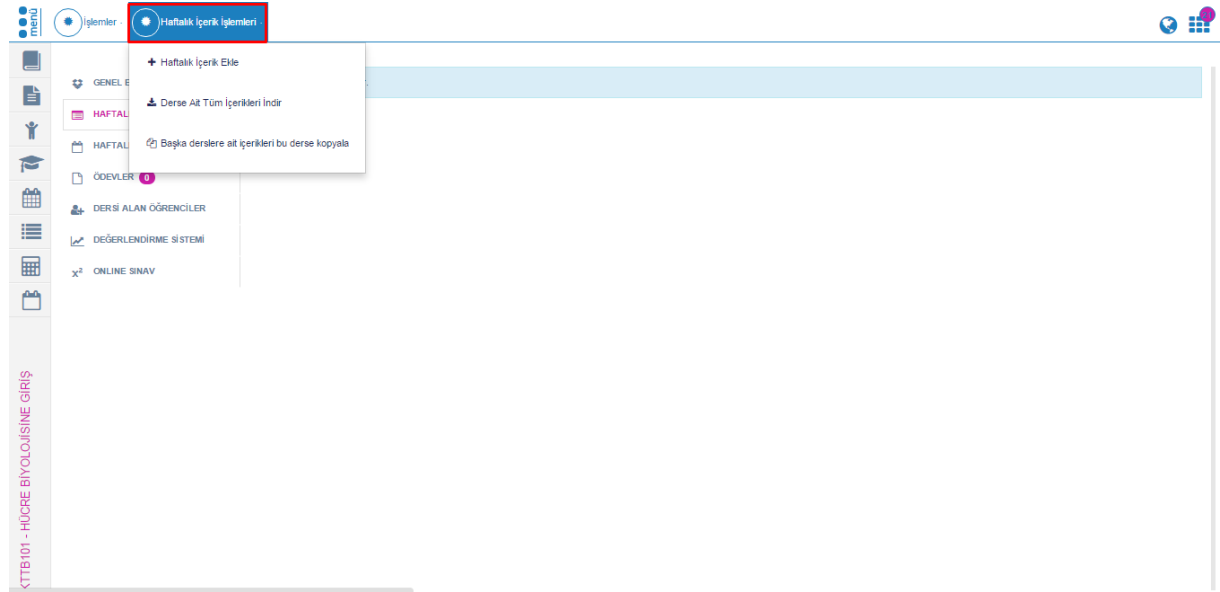 menü
İşlemler
Haftalık İçerik İşlemleri
Haftalık İçerik Ekle
Derse Ait Tüm İçerikleri İndir
Başka derslere ait içerikleri bu derse kopyala
GENEL
HAFTAL
HAFTAL
ÖDEVLER 0
DERSİ ALAN ÖĞRENCİLER
DEĞERLENDİRME SİSTEMİ
x² ONLINE SINAV
KTTB101 - HÜCRE BİYOLOJİSİNE GİRİŞ